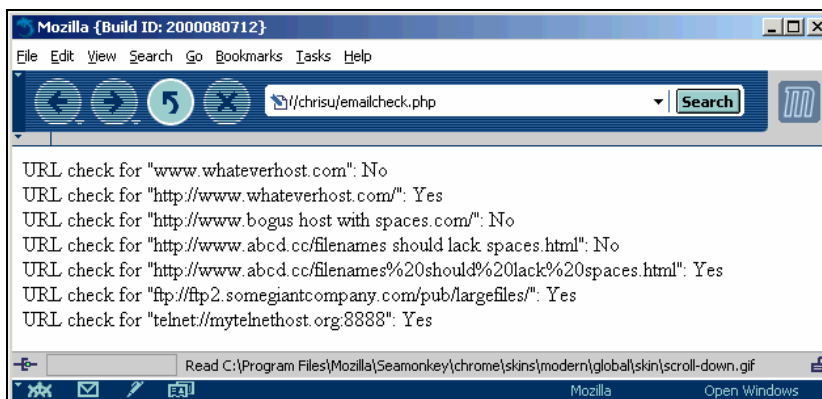 Mozilla {Build ID: 2000080712}
File Edit View Search Go Bookmarks Tasks Help
//chrisu/emailcheck.php Search
URL check for "www.whateverhost.com": No
URL check for "http://www.whateverhost.com/": Yes
URL check for "http://www.bogus host with spaces.com/": No
URL check for "http://www.abcd.cc/filenames should lack spaces.html": No
URL check for "http://www.abcd.cc/filenames%20should%20lack%20spaces.html": Yes
URL check for "ftp://ftp2.somegiantcompany.com/pub/largefiles/": Yes
URL check for "telnet://mytelnethost.org:8888": Yes
Read C:\Program Files\Mozilla\Seamonkey\chrome\skins\modern\global\skin\scroll-down.gif
Mozilla Open Windows